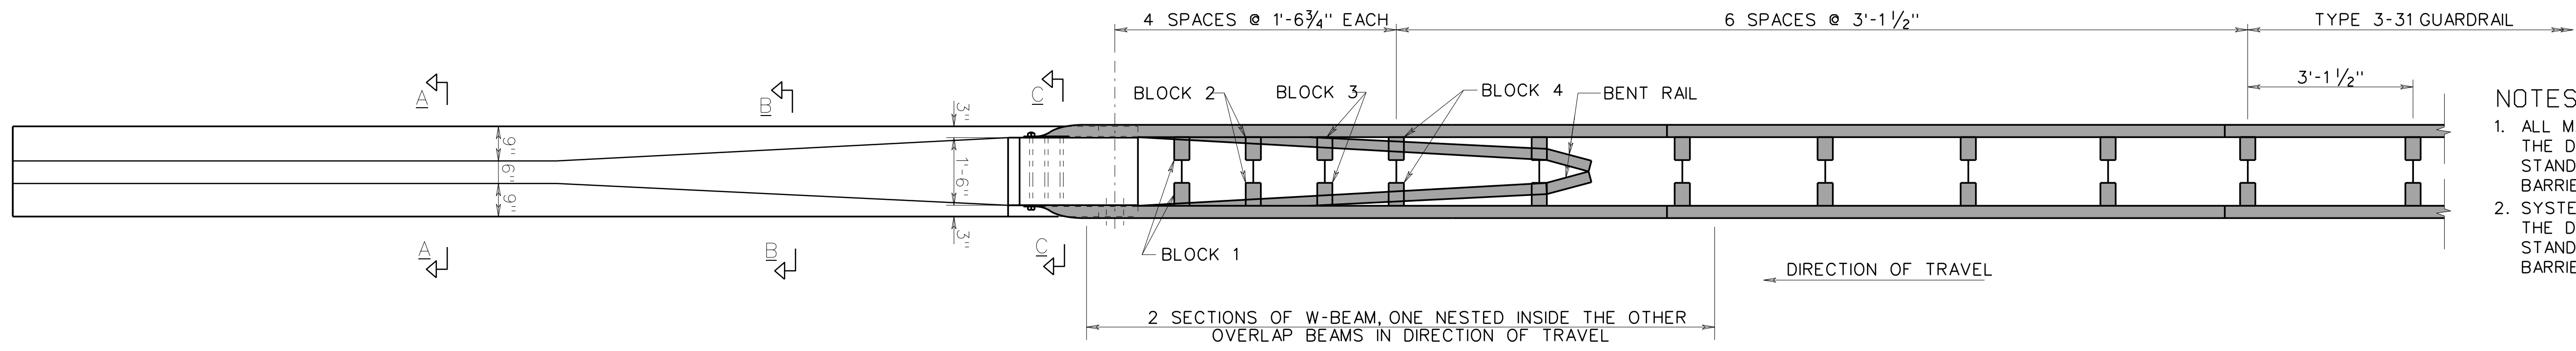 4 SPACES @ 1'-6¾" EACH
6 SPACES @ 3'-1½"
TYPE 3-31 GUARDRAIL
3'-1½"
A
B
C
3"
BLOCK 2
BLOCK 3
BLOCK 4
BENT RAIL
NOTES
1. ALL M
THE D
STAND
BARRIE
2. SYSTE
THE D
STAND
BARRIE
9"
6"
9"
1'-6"
3"
A
B
C
BLOCK 1
DIRECTION OF TRAVEL
2 SECTIONS OF W-BEAM, ONE NESTED INSIDE THE OTHER
OVERLAP BEAMS IN DIRECTION OF TRAVEL